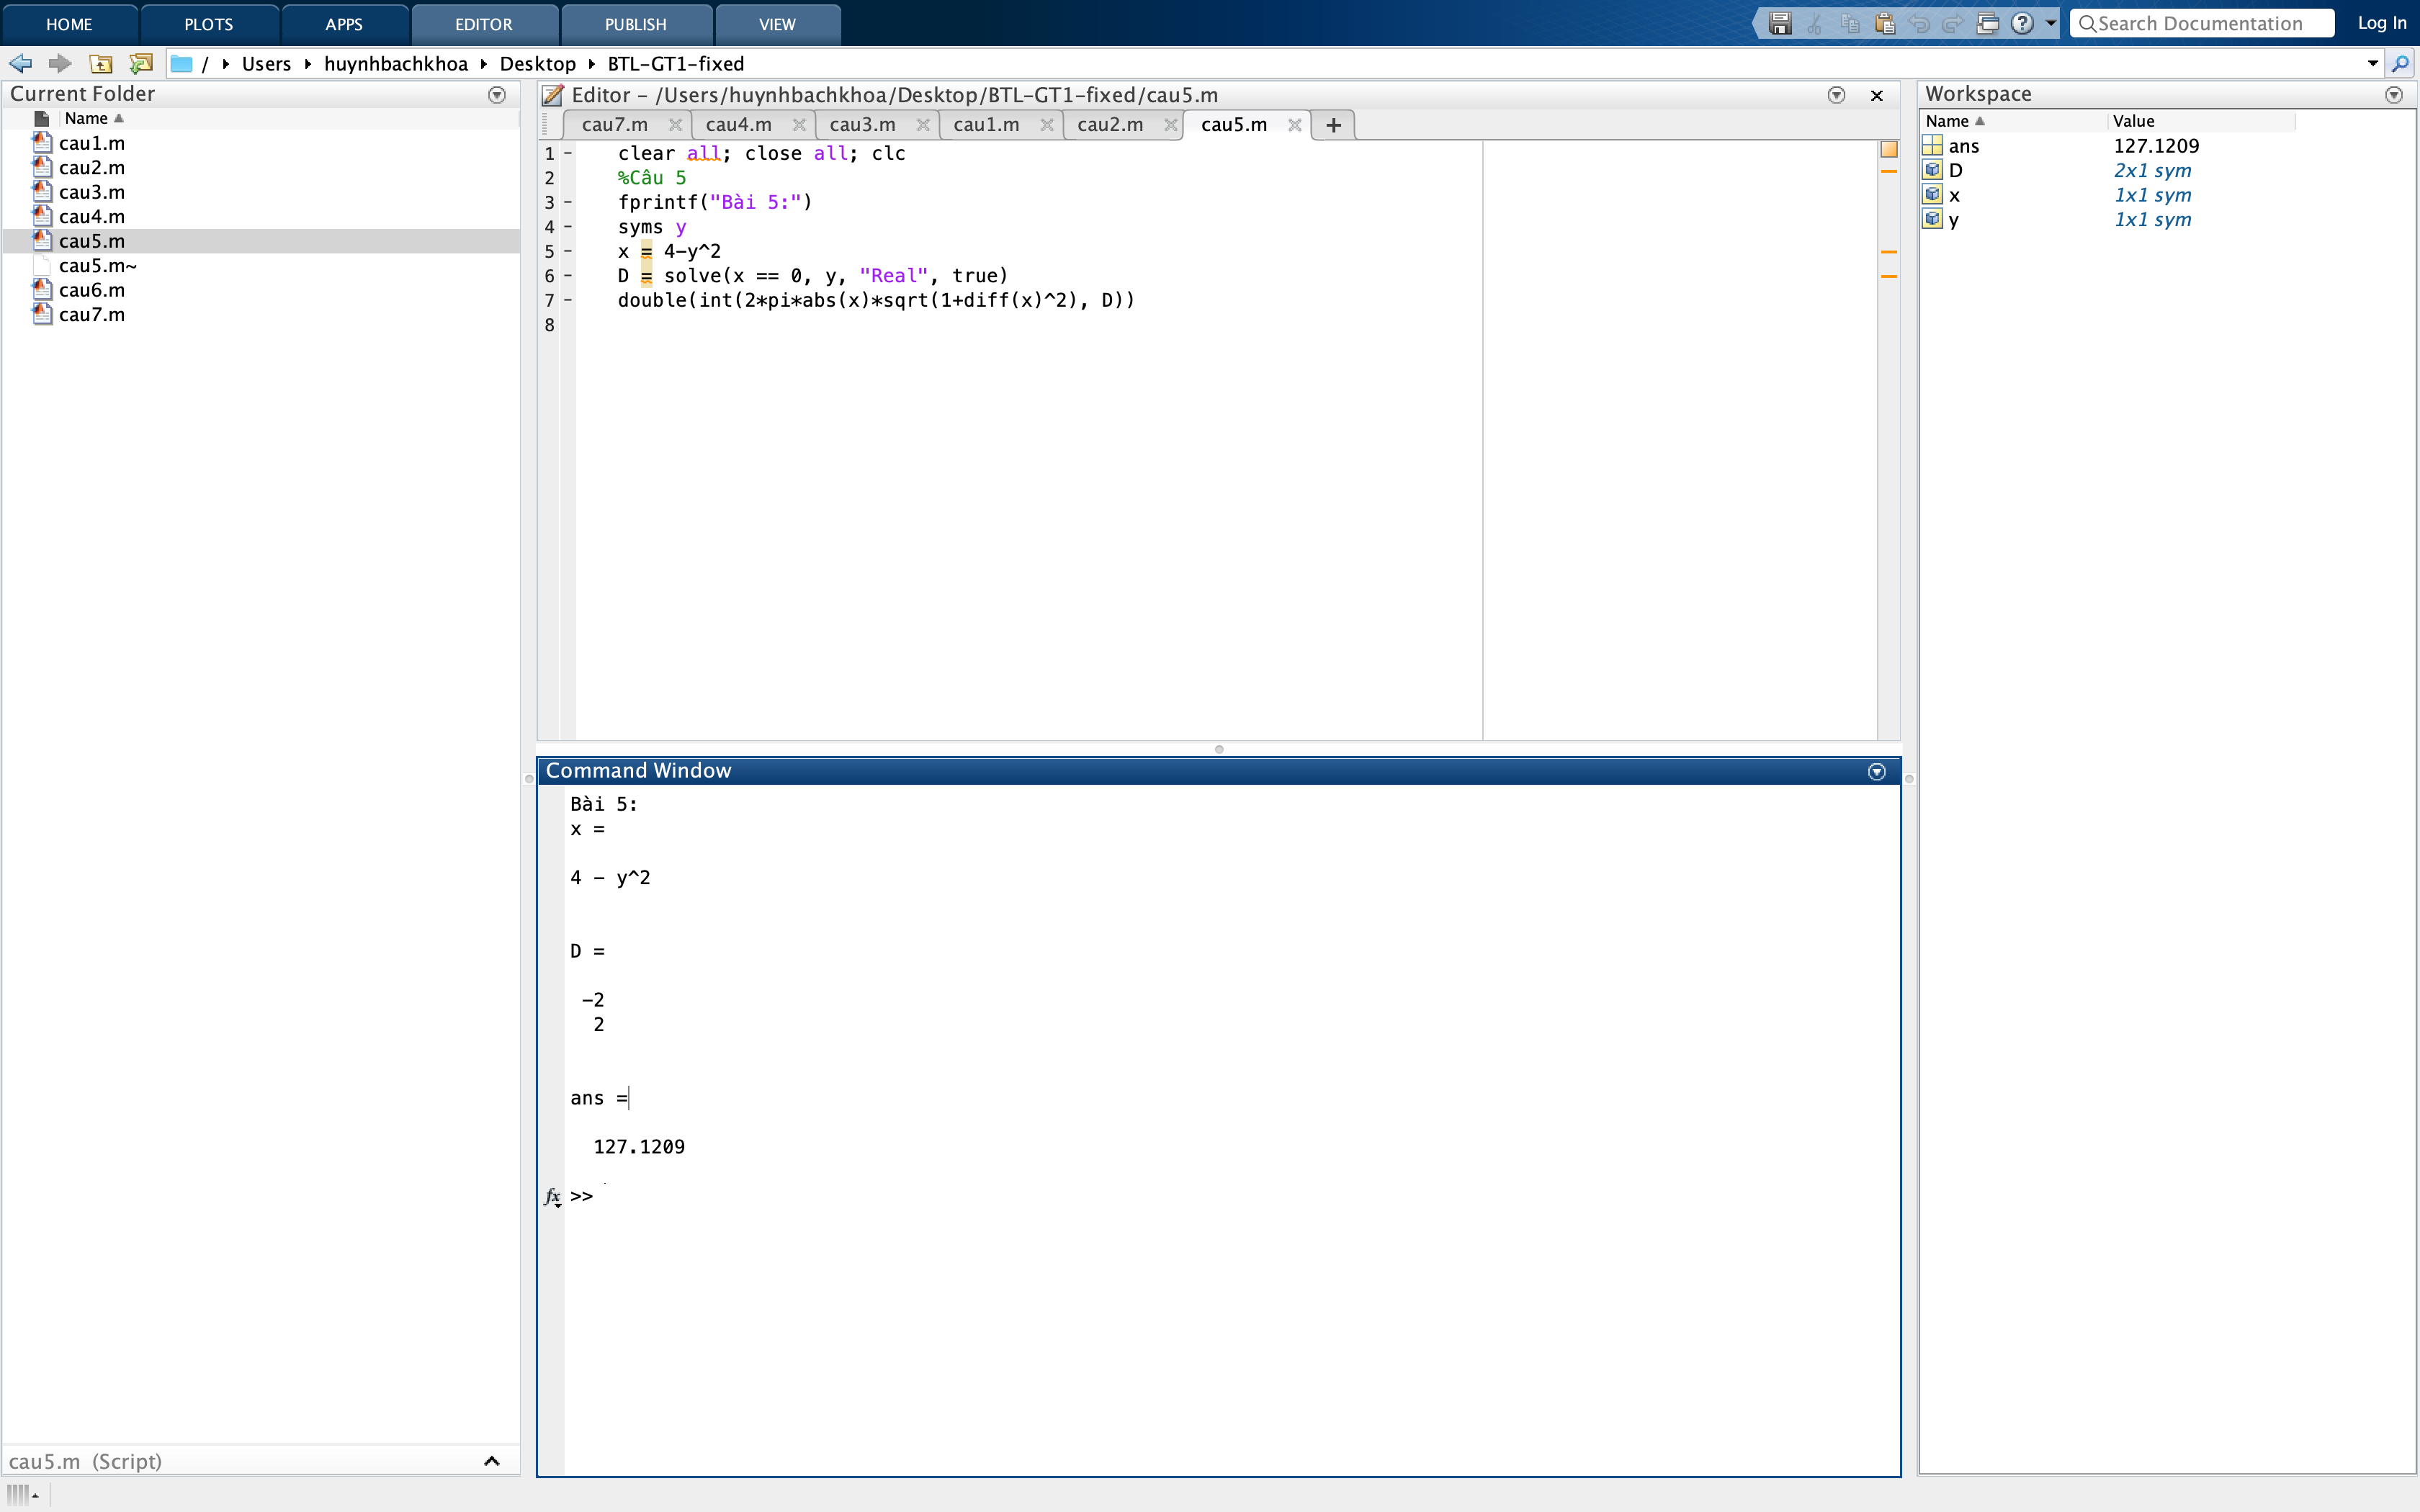 HOME PLOTS APPS EDITOR PUBLISH VIEW Search Documentation Log In
/ Users huynhbachkhoa Desktop BTL-GT1-fixed
Current Folder
Name
cau1.m
cau2.m
cau3.m
cau4.m
cau5.m
cau5.m~
cau6.m
cau7.m
cau5.m (Script)
Editor - /Users/huynhbachkhoa/Desktop/BTL-GT1-fixed/cau5.m
cau7.m cau4.m cau3.m cau1.m cau2.m cau5.m +
1 - clear all; close all; clc
2 %Câu 5
3 - fprintf("Bài 5:")
4 - syms y
5 - x = 4-y^2
6 - D = solve(x == 0, y, "Real", true)
7 - double(int(2*pi*abs(x)*sqrt(1+diff(x)^2), D))
8
Command Window
Bài 5:
x =
4 - y^2
D =
-2
2
ans =
127.1209
fx >>
Workspace
Name Value
ans 127.1209
D 2x1 sym
x 1x1 sym
y 1x1 sym